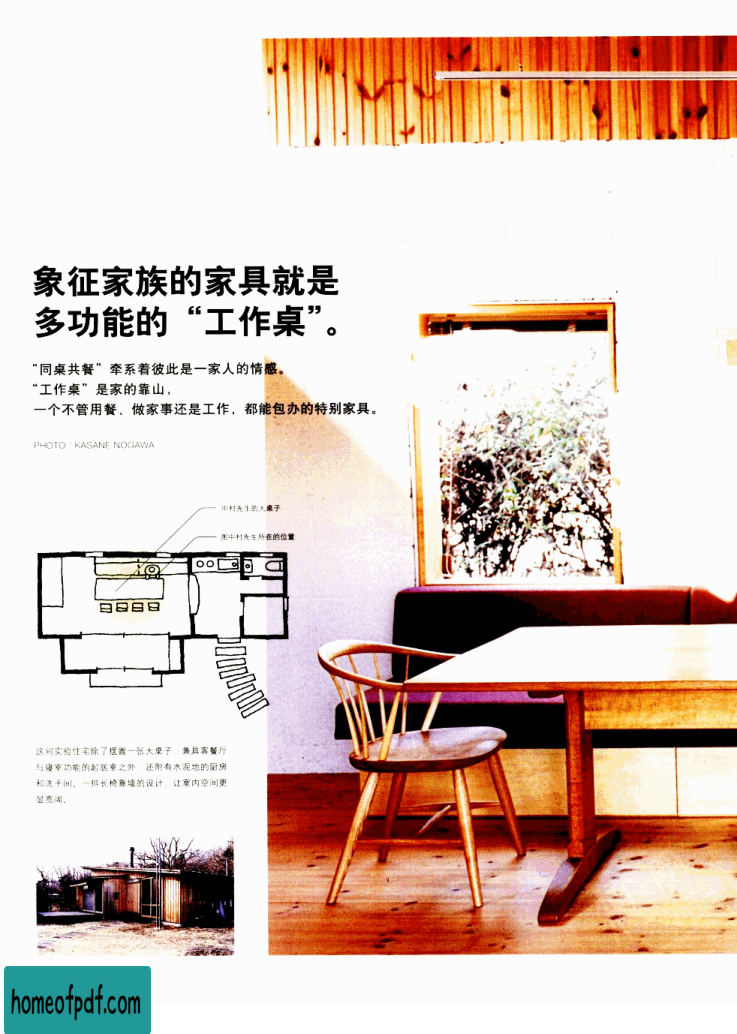 象征家族的家具就是
多功能的“工作桌”。
“同桌共餐”牵系着彼此是一家人的情感。
“工作桌”是家的靠山，
一个不管用餐、做家事还是工作，都能包办的特别家具。
PHOTO：KASANE NOGAWA
中村先生的大桌子
图中村先生所在的位置
这间实验住宅除了摆置一张大桌子、兼具客餐厅
与寝室功能的起居室之外，还附有水泥地的厨房
和洗手间。一排长椅靠墙的设计，让室内空间更
显宽阔。
homeofpdf.com